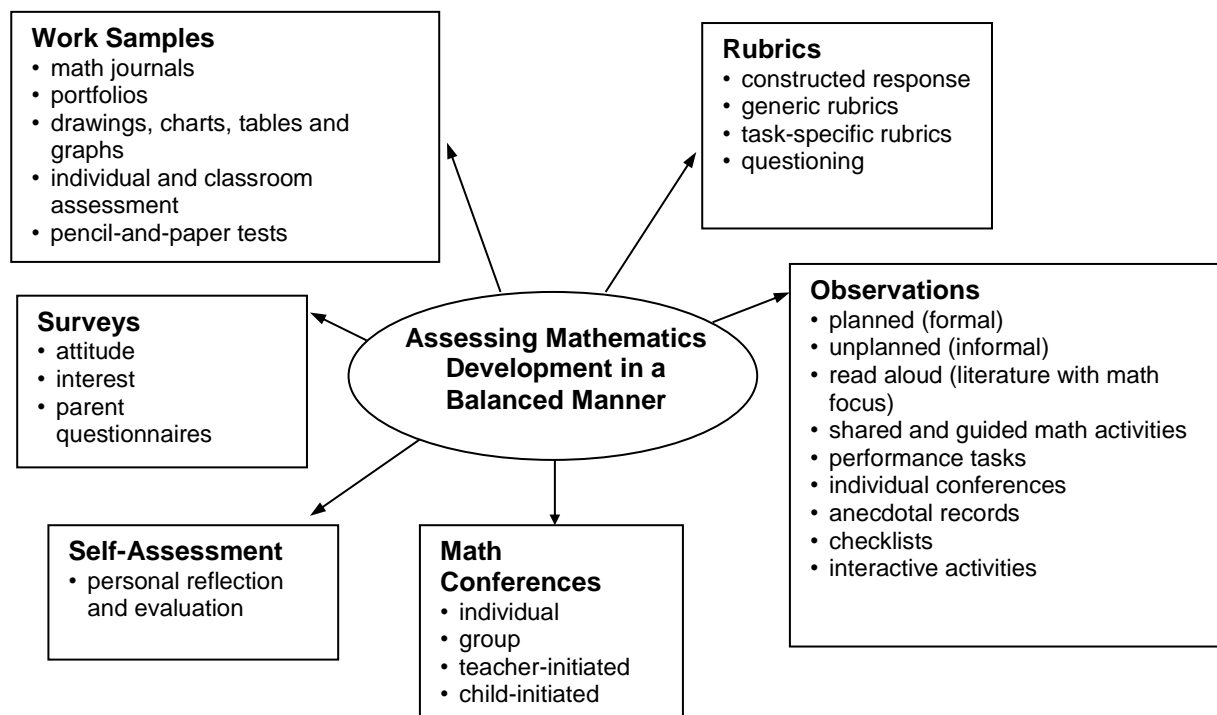 Work Samples
• math journals
• portfolios
• drawings, charts, tables and
graphs
• individual and classroom
assessment
• pencil-and-paper tests
Rubrics
• constructed response
• generic rubrics
• task-specific rubrics
• questioning
Surveys
• attitude
• interest
• parent
questionnaires
Assessing Mathematics
Development in a
Balanced Manner
Observations
• planned (formal)
• unplanned (informal)
• read aloud (literature with math
focus)
• shared and guided math activities
• performance tasks
• individual conferences
• anecdotal records
• checklists
• interactive activities
Self-Assessment
• personal reflection
and evaluation
Math
Conferences
• individual
• group
• teacher-initiated
• child-initiated